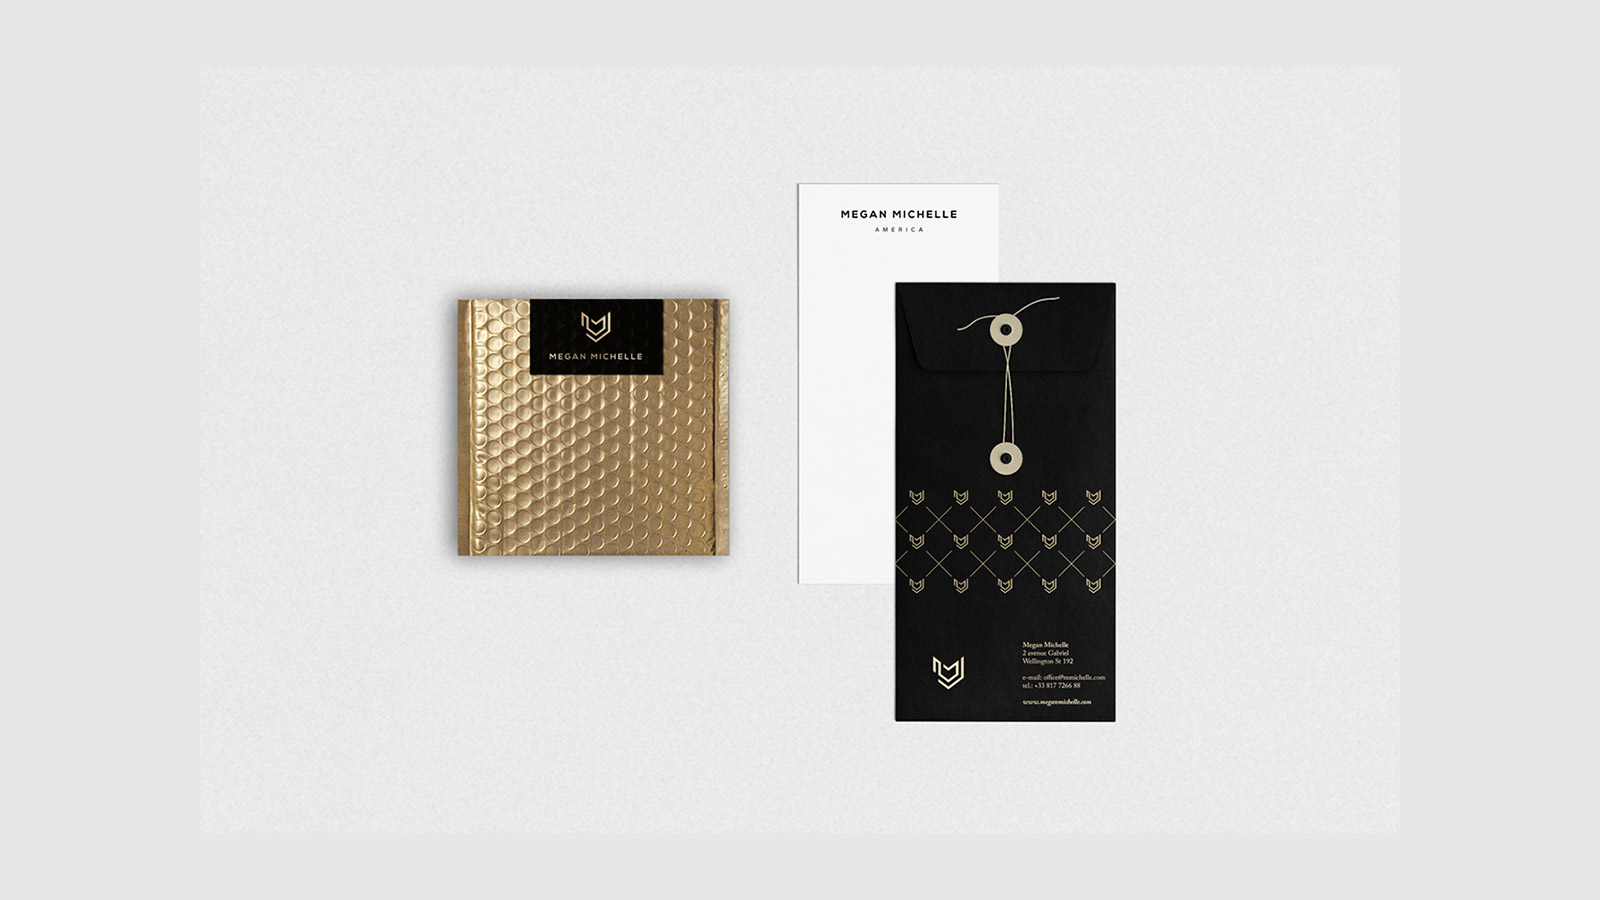 MEGAN MICHELLE
MEGAN MICHELLE
AMERICA
Megan Michelle
2 avenue Gabriel
Wellington St 192
e-mail: office@mmichelle.com
tel.: +33 817 7266 88
www.meganmichelle.com